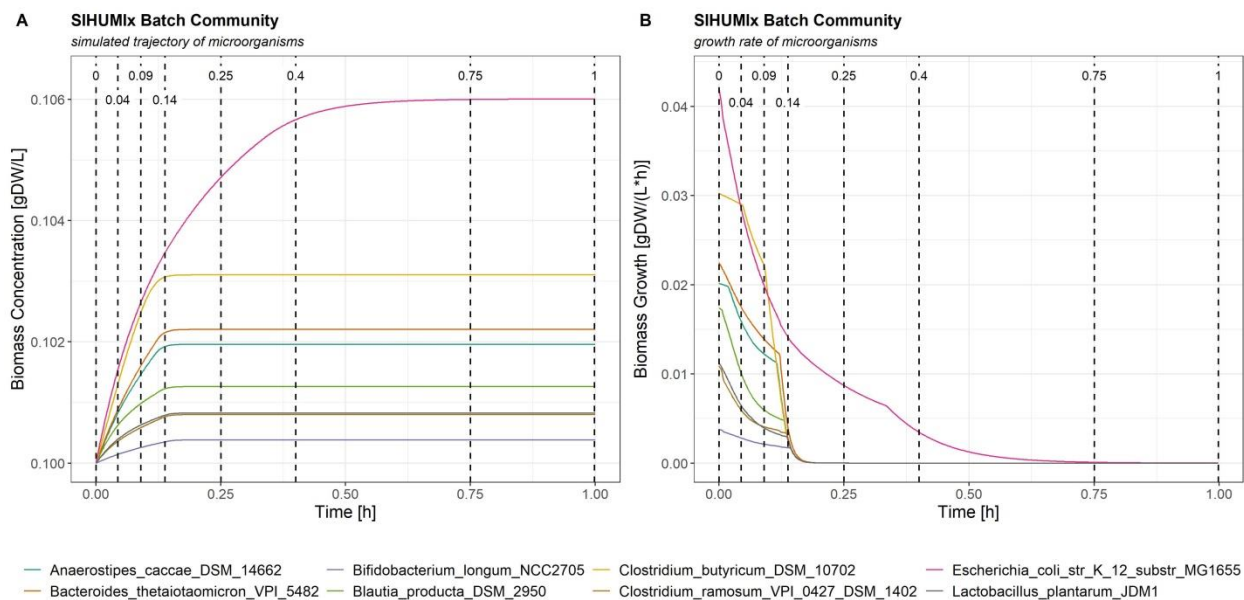 A
SIHUMIx Batch Community
simulated trajectory of microorganisms
0 0.09 0.25 0.4 0.75 1
0.04 0.14
0.106
0.104
0.102
0.100
Biomass Concentration [gDW/L]
0.00 0.25 0.50 0.75 1.00
Time [h]
B
SIHUMIx Batch Community
growth rate of microorganisms
0 0.09 0.25 0.4 0.75 1
0.04 0.14
0.04
0.03
0.02
0.01
0.00
Biomass Growth [gDW/(L*h)]
0.00 0.25 0.50 0.75 1.00
Time [h]
Anaerostipes_caccae_DSM_14662 Bifidobacterium_longum_NCC2705 Clostridium_butyricum_DSM_10702 Escherichia_coli_str_K_12_substr_MG1655
Bacteroides_thetaiotaomicron_VPI_5482 Blautia_producta_DSM_2950 Clostridium_ramosum_VPI_0427_DSM_1402 Lactobacillus_plantarum_JDM1